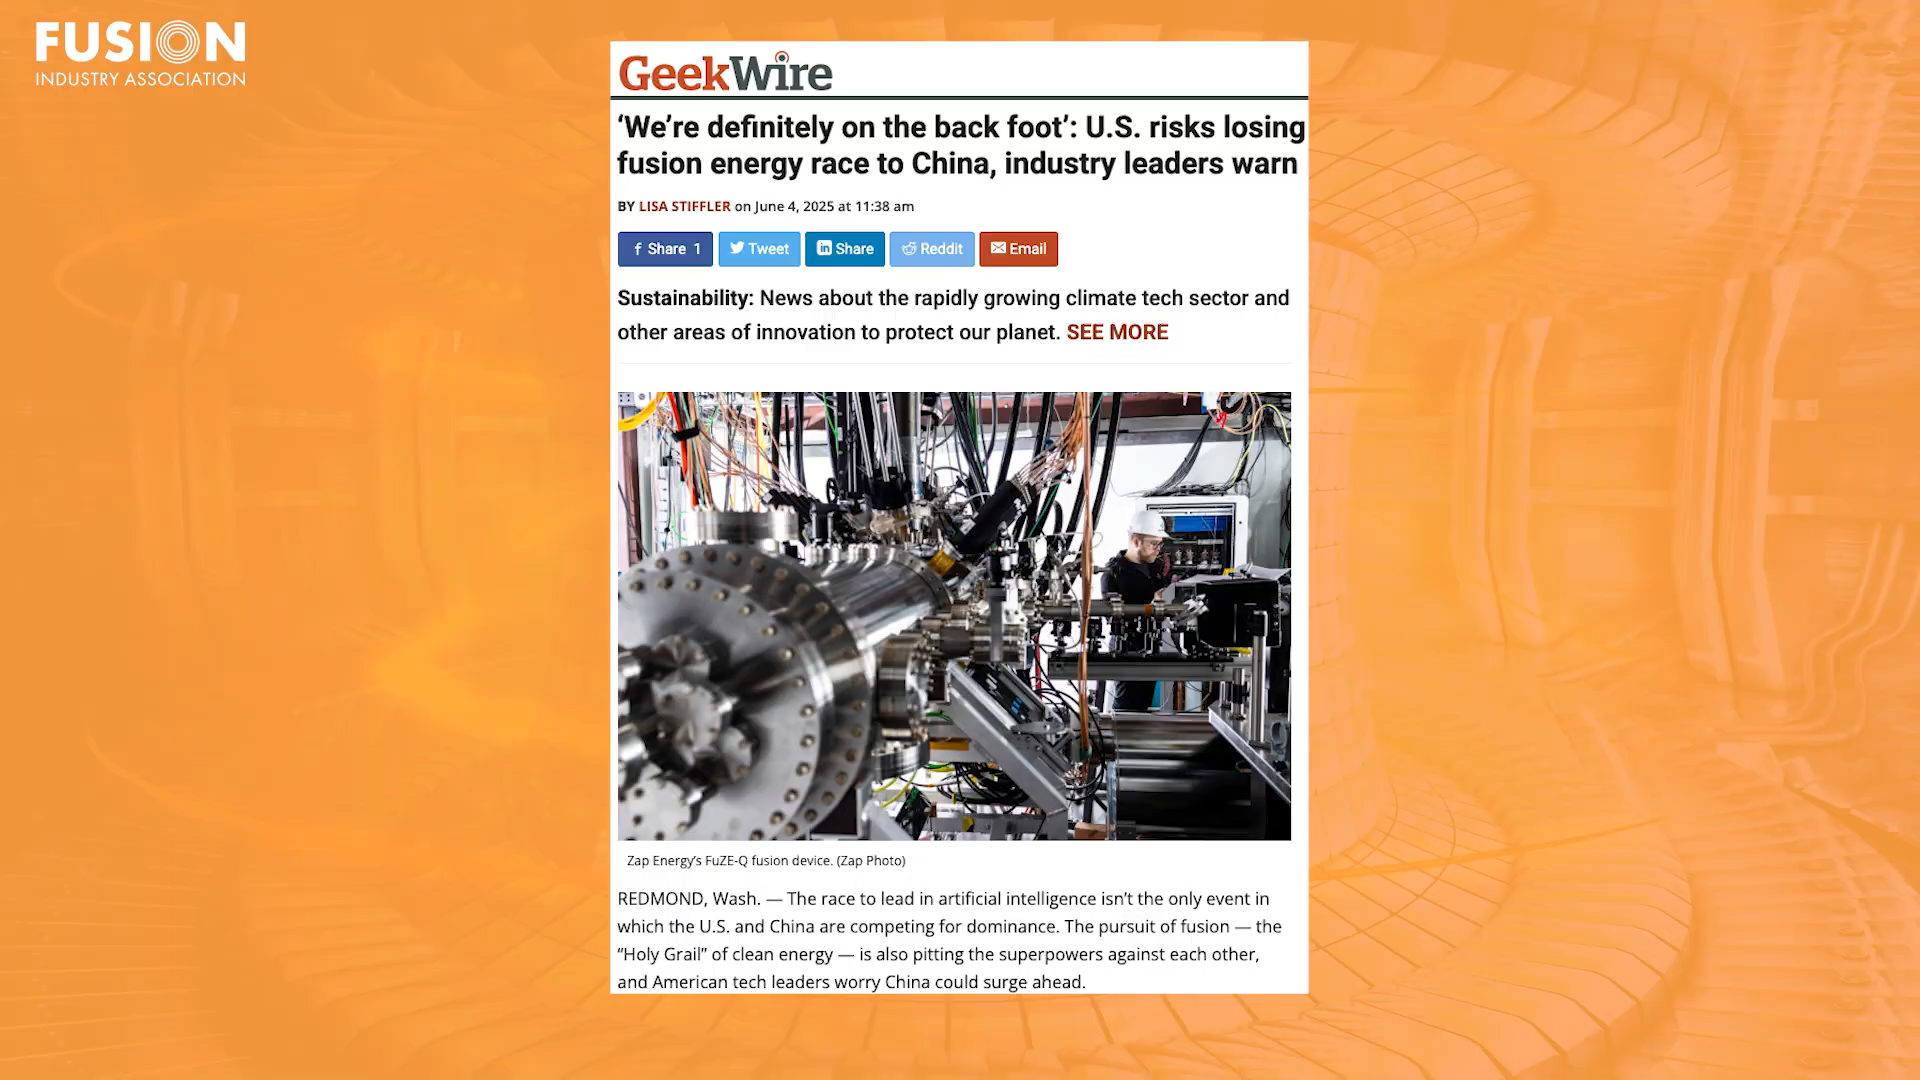 FUSION
INDUSTRY ASSOCIATION
GeekWire
‘We’re definitely on the back foot’: U.S. risks losing
fusion energy race to China, industry leaders warn
BY LISA STIFFLER on June 4, 2025 at 11:38 am
Share 1 Tweet Share Reddit Email
Sustainability: News about the rapidly growing climate tech sector and
other areas of innovation to protect our planet. SEE MORE
Zap Energy’s FuZE-Q fusion device. (Zap Photo)
REDMOND, Wash. — The race to lead in artificial intelligence isn’t the only event in
which the U.S. and China are competing for dominance. The pursuit of fusion — the
“Holy Grail” of clean energy — is also pitting the superpowers against each other,
and American tech leaders worry China could surge ahead.